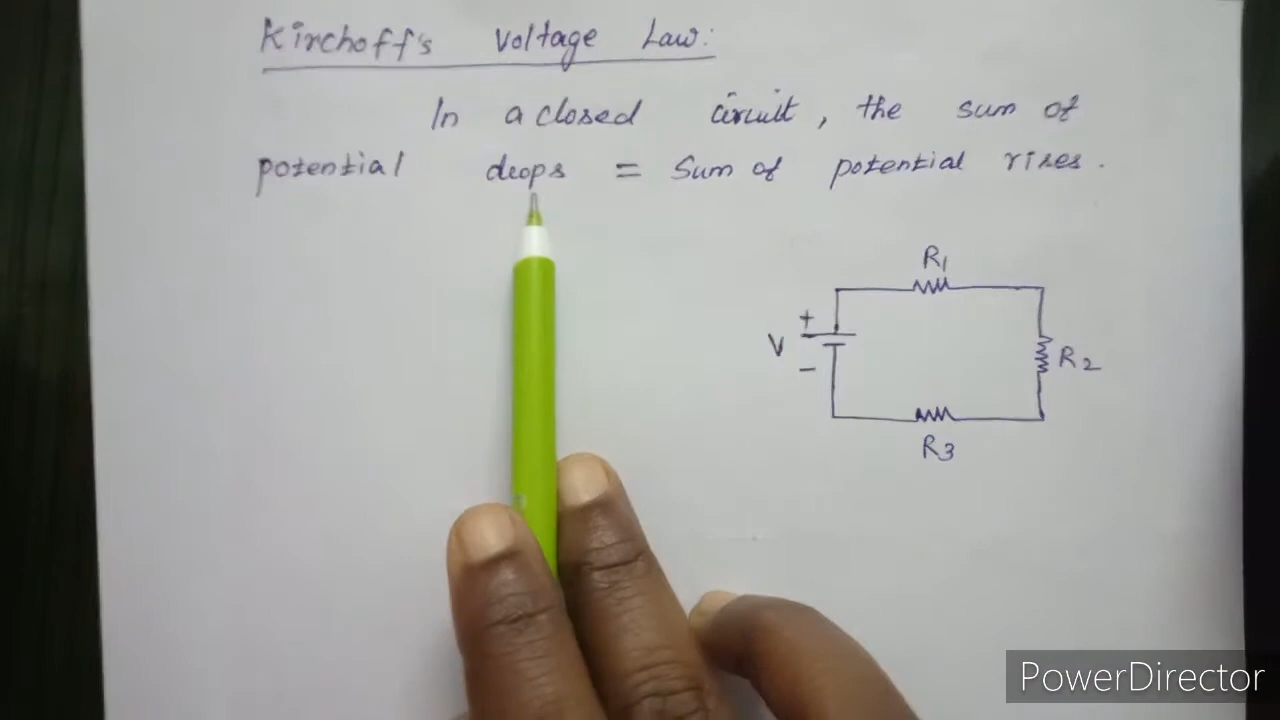 Kirchoff's Voltage Law:
In a closed circuit, the sum of
potential drops = Sum of potential rises.
R1
+
V
-
R2
R3
PowerDirector